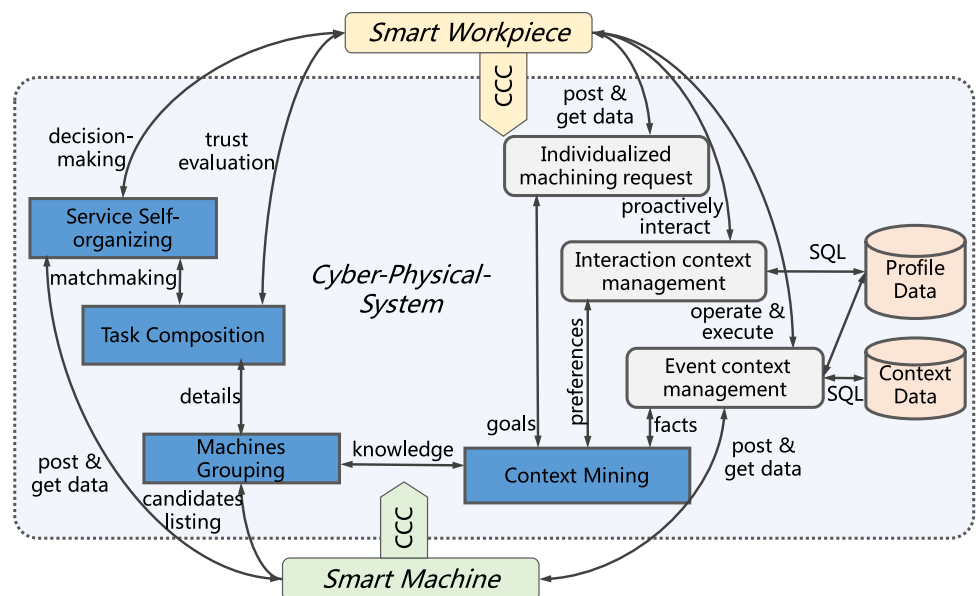 Smart Workpiece
CCC
post &
get data
decision-
making
trust
evaluation
Individualized
machining request
Service Self-
organizing
proactively
interact
matchmaking
Cyber-Physical-
System
Interaction context
management
SQL
Profile
Data
Task Composition
operate &
execute
preferences
Event context
management
SQL
Context
Data
details
goals
facts
Machines
Grouping
knowledge
Context Mining
post &
get data
post &
get data
candidates
listing
CCC
Smart Machine